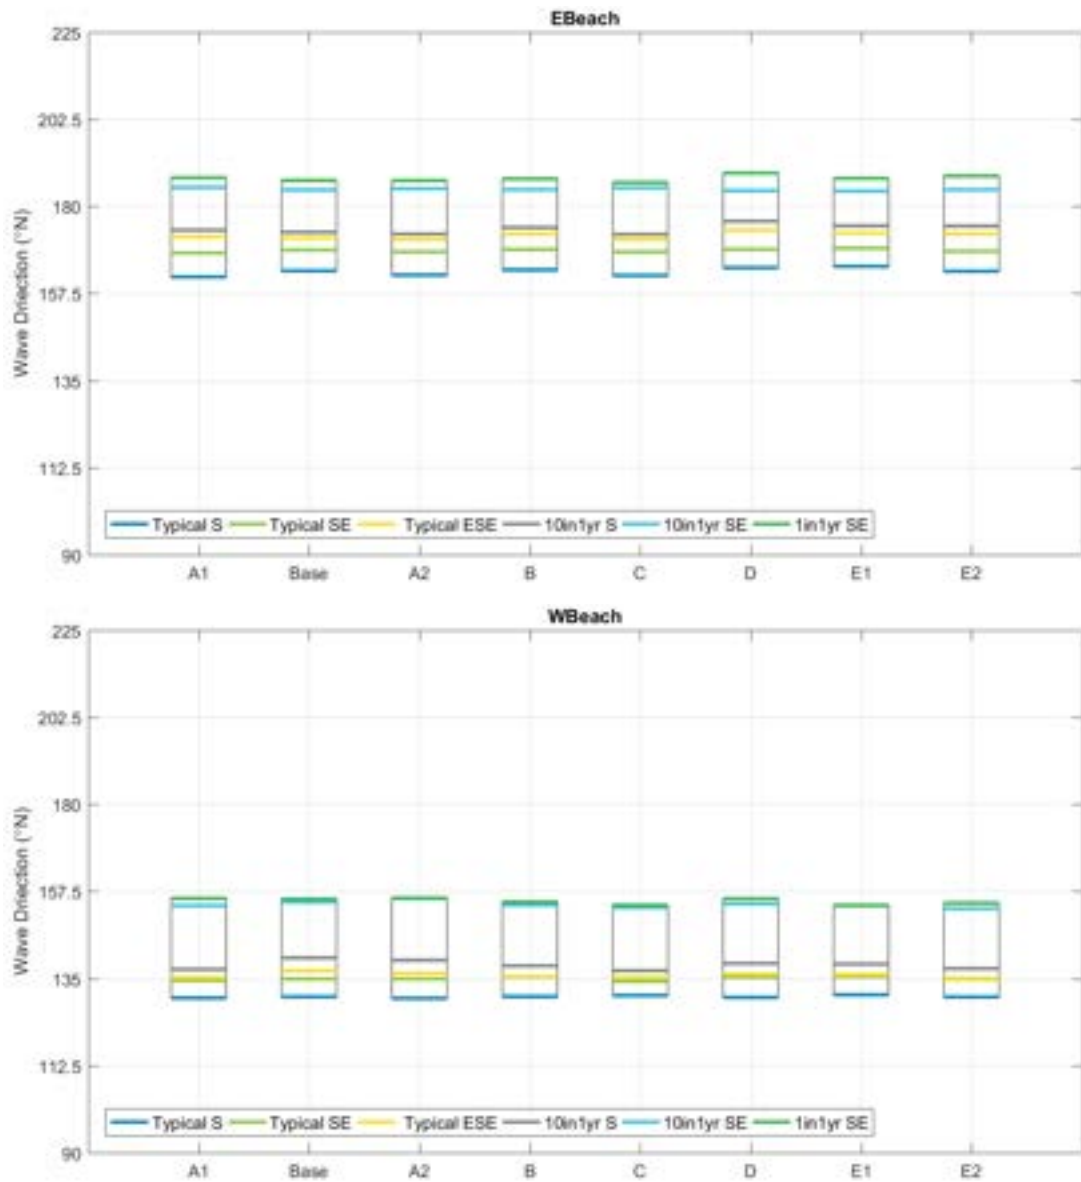 EBeach
225
202.5
180
157.5
135
112.5
90
Wave Driection (°N)
Typical S Typical SE Typical ESE 10in1yr S 10in1yr SE 1in1yr SE
A1 Base A2 B C D E1 E2
WBeach
225
202.5
180
157.5
135
112.5
90
Wave Driection (°N)
Typical S Typical SE Typical ESE 10in1yr S 10in1yr SE 1in1yr SE
A1 Base A2 B C D E1 E2